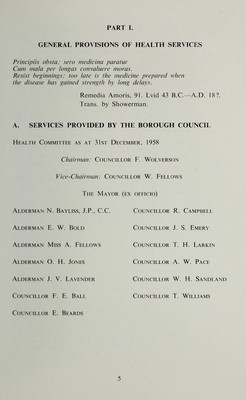 PART I.
GENERAL PROVISIONS OF HEALTH SERVICES
Principiis obsta; sero medicina paratur
Cum mala per longas convaluere moras.
Resist beginnings; too late is the medicine prepared when
the disease has gained strength by long delays.
Remedia Amoris, 91. Lvid 43 B.C.—A.D. 18?.
Trans. by Showerman.
A. SERVICES PROVIDED BY THE BOROUGH COUNCIL
HEALTH COMMITTEE AS AT 31ST DECEMBER, 1958
Chairman: COUNCILLOR F. WOLVERSON
Vice-Chairman: COUNCILLOR W. FELLOWS
THE MAYOR (EX OFFICIO)
ALDERMAN N. BAYLISS, J.P., C.C.
ALDERMAN E. W. BOLD
ALDERMAN MISS A. FELLOWS
ALDERMAN O. H. JONES
ALDERMAN J. V. LAVENDER
COUNCILLOR F. E. BALL
COUNCILLOR E. BEARDS
COUNCILLOR R. CAMPBELL
COUNCILLOR J. S. EMERY
COUNCILLOR T. H. LARKIN
COUNCILLOR A. W. PACE
COUNCILLOR W. H. SANDLAND
COUNCILLOR T. WILLIAMS
5